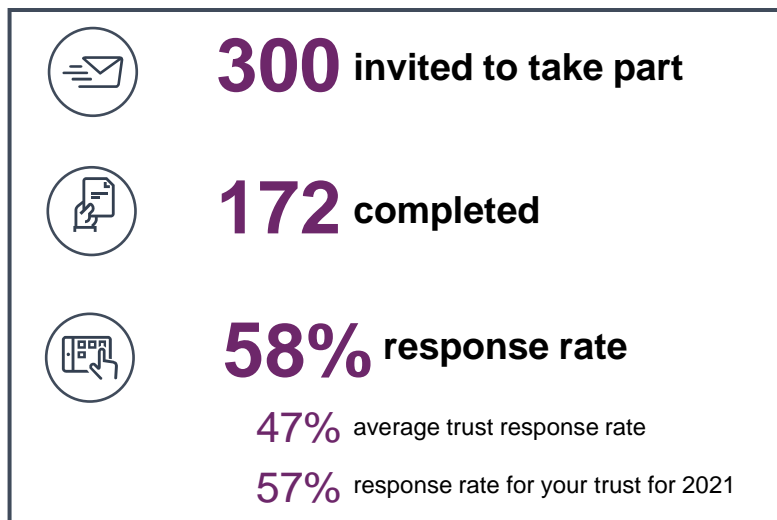 300 invited to take part
172 completed
58% response rate
47% average trust response rate
57% response rate for your trust for 2021